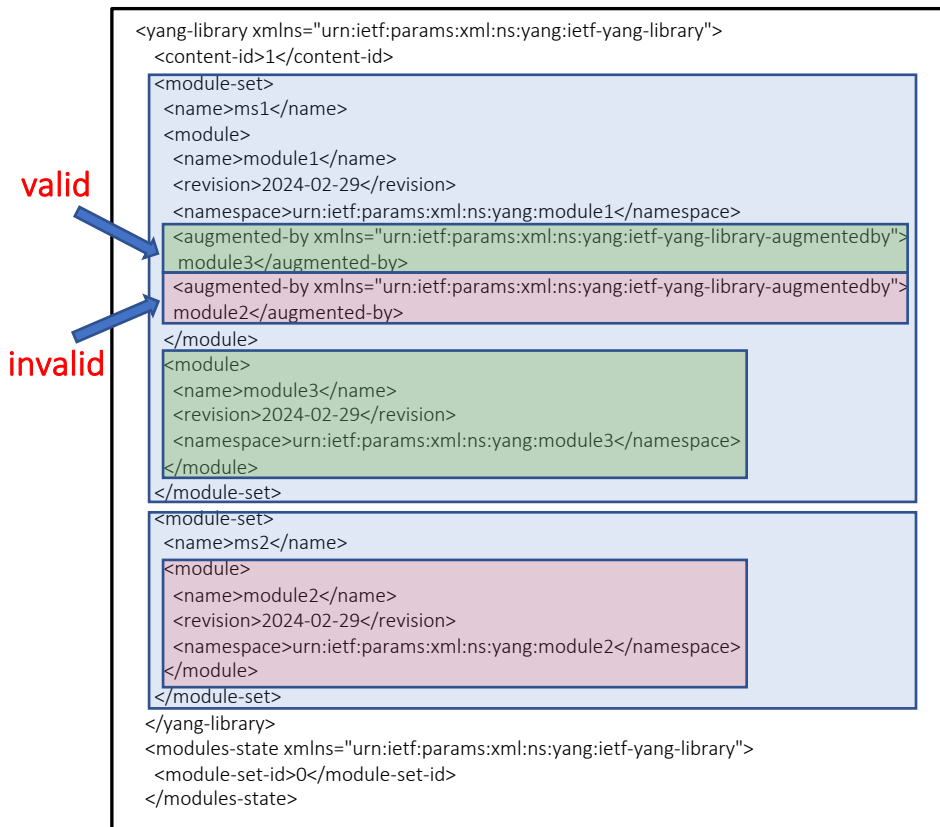 <yang-library xmlns="urn:ietf:params:xml:ns:yang:ietf-yang-library">
<content-id>1</content-id>
<module-set>
<name>ms1</name>
<module>
<name>module1</name>
<revision>2024-02-29</revision>
<namespace>urn:ietf:params:xml:ns:yang:module1</namespace>
valid
<augmented-by xmlns="urn:ietf:params:xml:ns:yang:ietf-yang-library-augmentedby">
module3</augmented-by>
<augmented-by xmlns="urn:ietf:params:xml:ns:yang:ietf-yang-library-augmentedby">
module2</augmented-by>
invalid
</module>
<module>
<name>module3</name>
<revision>2024-02-29</revision>
<namespace>urn:ietf:params:xml:ns:yang:module3</namespace>
</module>
</module-set>
<module-set>
<name>ms2</name>
<module>
<name>module2</name>
<revision>2024-02-29</revision>
<namespace>urn:ietf:params:xml:ns:yang:module2</namespace>
</module>
</module-set>
</yang-library>
<modules-state xmlns="urn:ietf:params:xml:ns:yang:ietf-yang-library">
<module-set-id>0</module-set-id>
</modules-state>